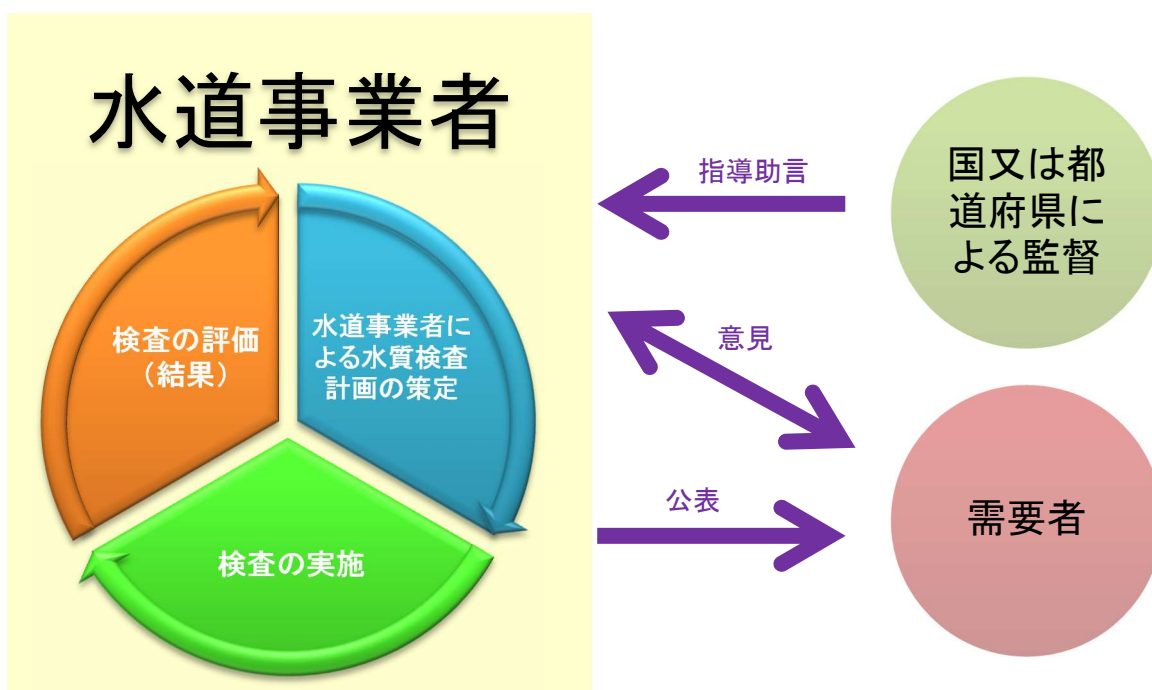 水道事業者
検査の評価
（結果）
水道事業者に
よる水質検査
計画の策定
検査の実施
指導助言
意見
公表
国又は都
道府県に
よる監督
需要者